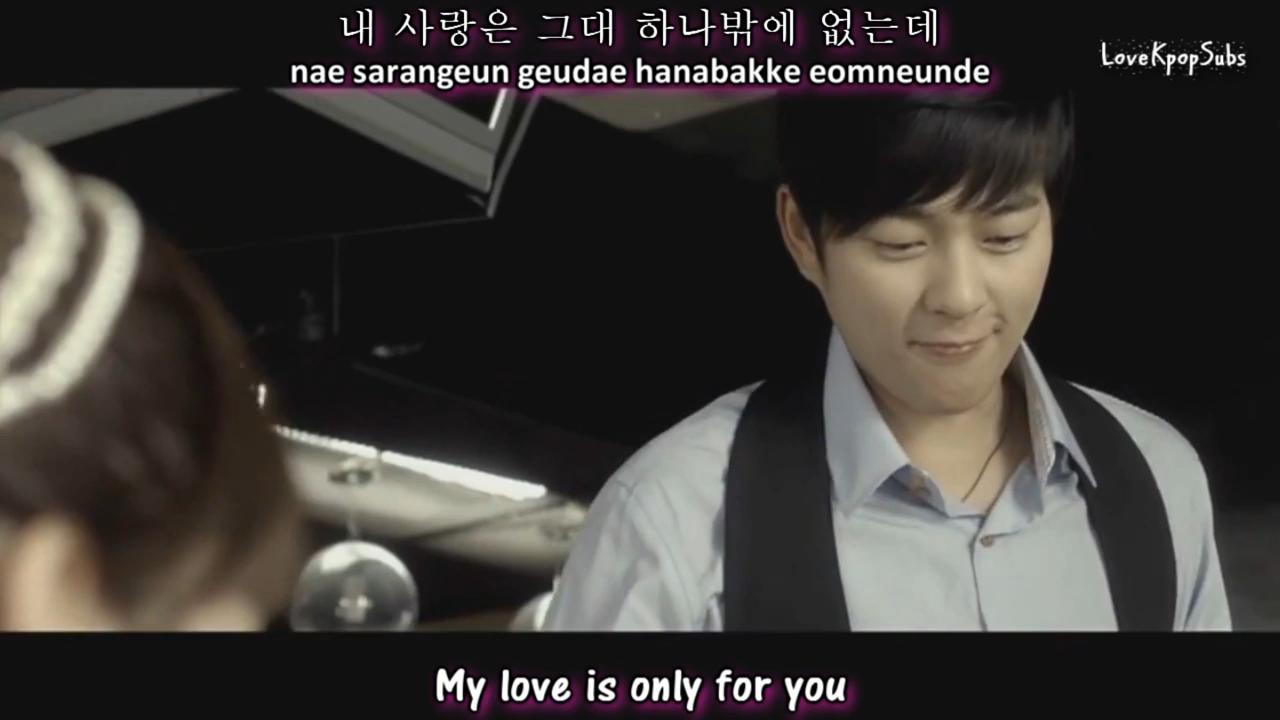 내 사랑은 그대 하나밖에 없는데
nae sarangeun geudae hanabakke eomneunde
LoveKpopSubs
My love is only for you